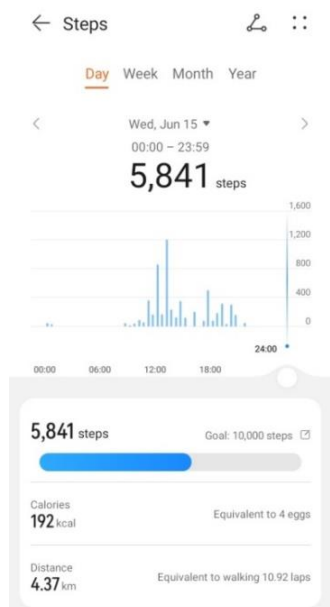 Steps
Day Week Month Year
Wed, Jun 15
00:00 – 23:59
5,841 steps
1,600
1,200
800
400
0
24:00
00:00 06:00 12:00 18:00
5,841 steps
Goal: 10,000 steps
Calories
192 kcal
Equivalent to 4 eggs
Distance
4.37 km
Equivalent to walking 10.92 laps